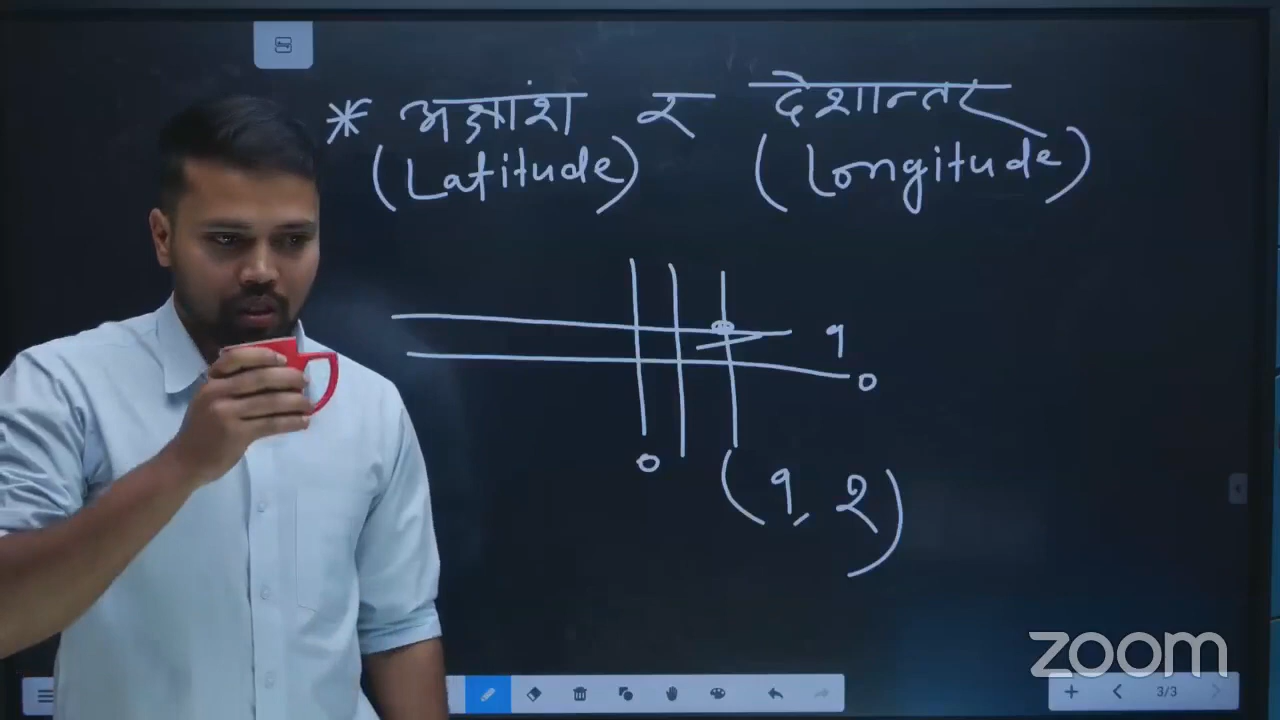 * अक्षांश र देशान्तर
(Latitude) (Longitude)
१
०
०
(१, २)
zoom
3/3